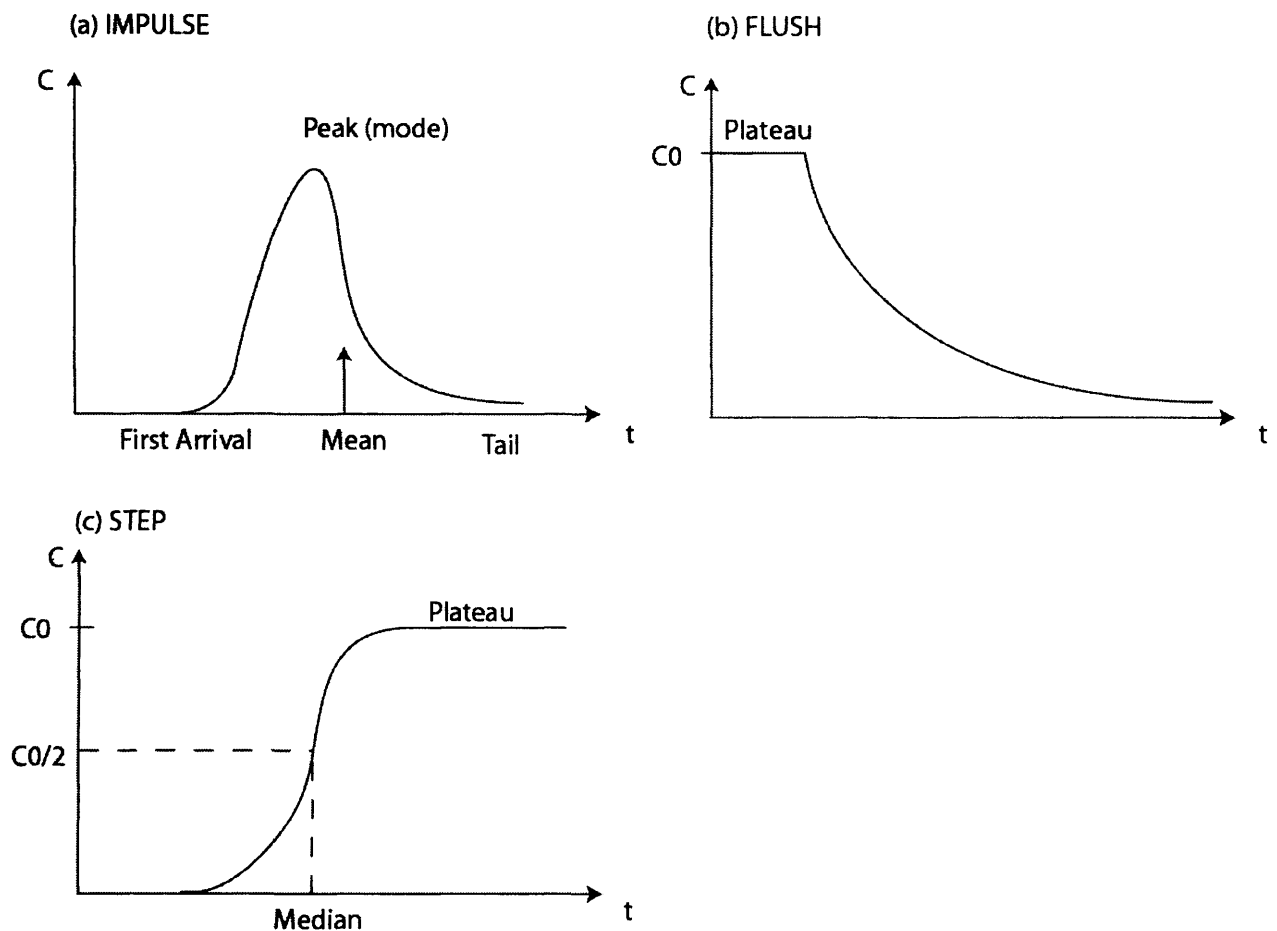 (a) IMPULSE
C
Peak (mode)
First Arrival
Mean
Tail
t
(b) FLUSH
C
Plateau
C0
t
(c) STEP
C
C0
Plateau
C0/2
Median
t